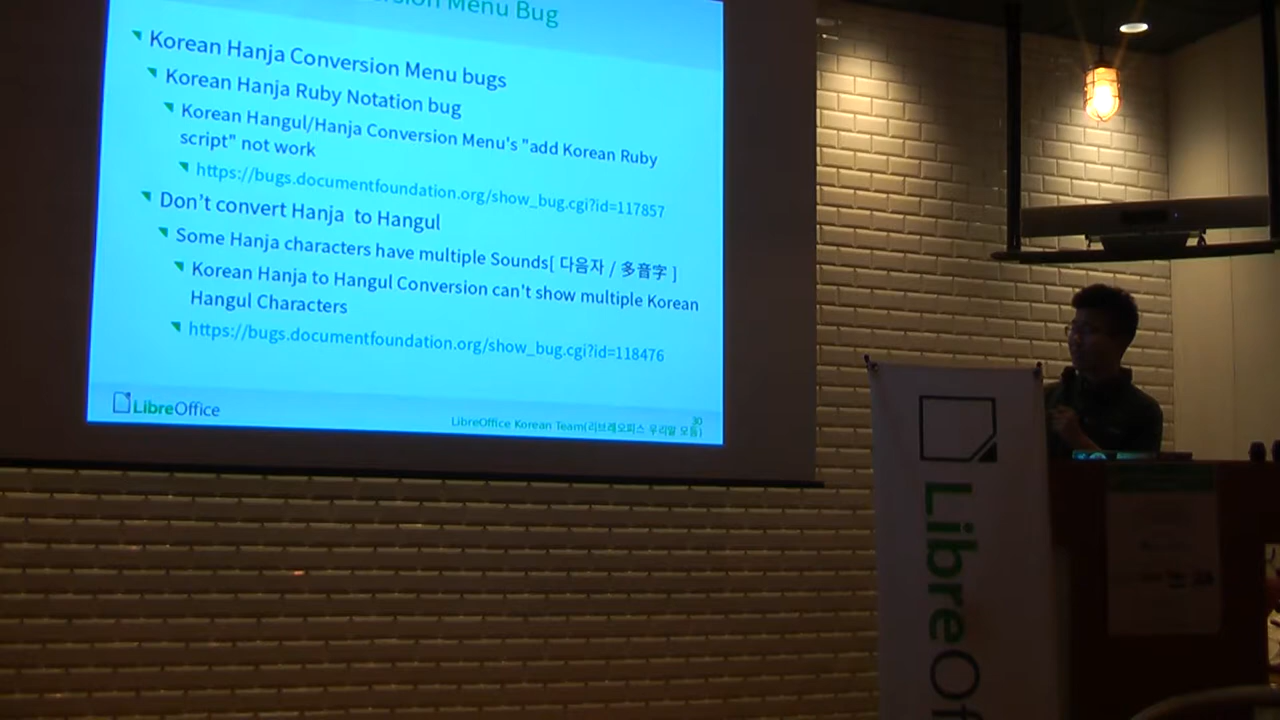 Menu Bug
Korean Hanja Conversion Menu bugs
Korean Hanja Ruby Notation bug
Korean Hangul/Hanja Conversion Menu's "add Korean Ruby
script" not work
https://bugs.documentfoundation.org/show_bug.cgi?id=117857
Don't convert Hanja to Hangul
Some Hanja characters have multiple Sounds[ 다음자 / 多音字 ]
Korean Hanja to Hangul Conversion can't show multiple Korean
Hangul Characters
https://bugs.documentfoundation.org/show_bug.cgi?id=118476
LibreOffice
30
LibreOffice Korean Team(리브레오피스 우리말 모듬)
LibreOf